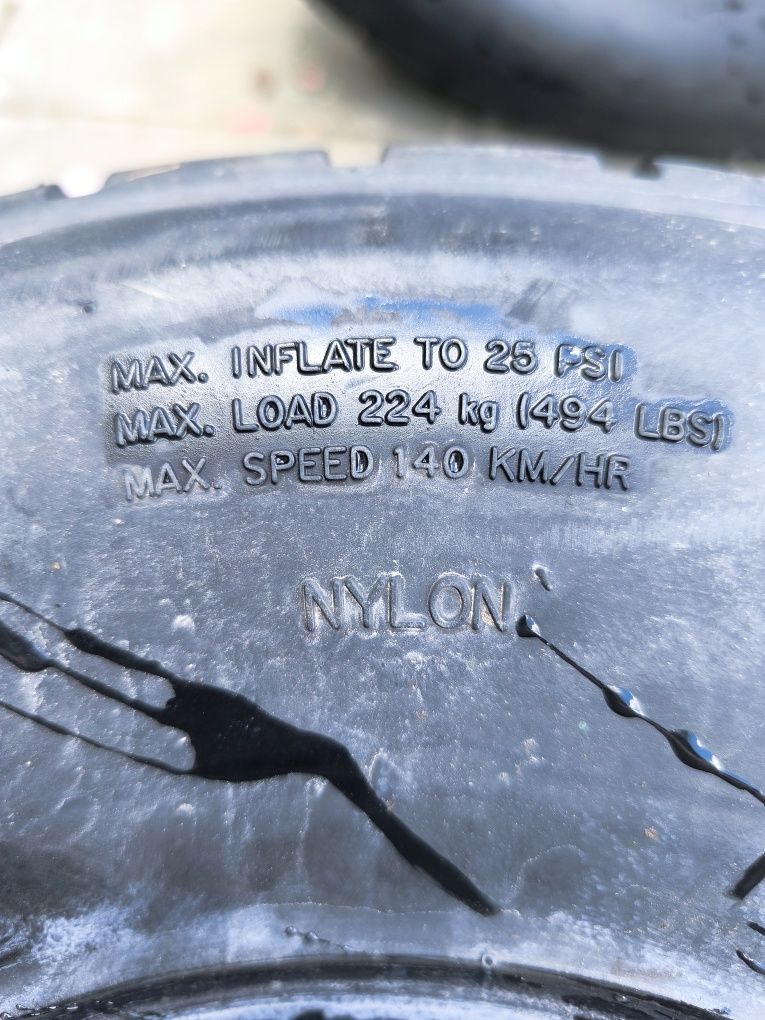 MAX. INFLATE TO 25 PSI
MAX. LOAD 224 kg (494 LBS)
MAX. SPEED 140 KM/HR
NYLON